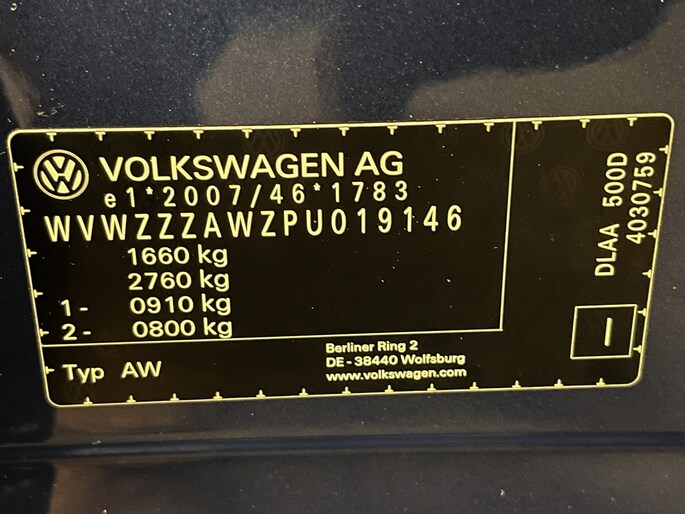 VOLKSWAGEN AG
e1*2007/46*1783
WVWZZZAWZPU019146
1660 kg
2760 kg
1- 0910 kg
2- 0800 kg
Typ AW
Berliner Ring 2
DE - 38440 Wolfsburg
www.volkswagen.com
DLAA 500D
4030759
I